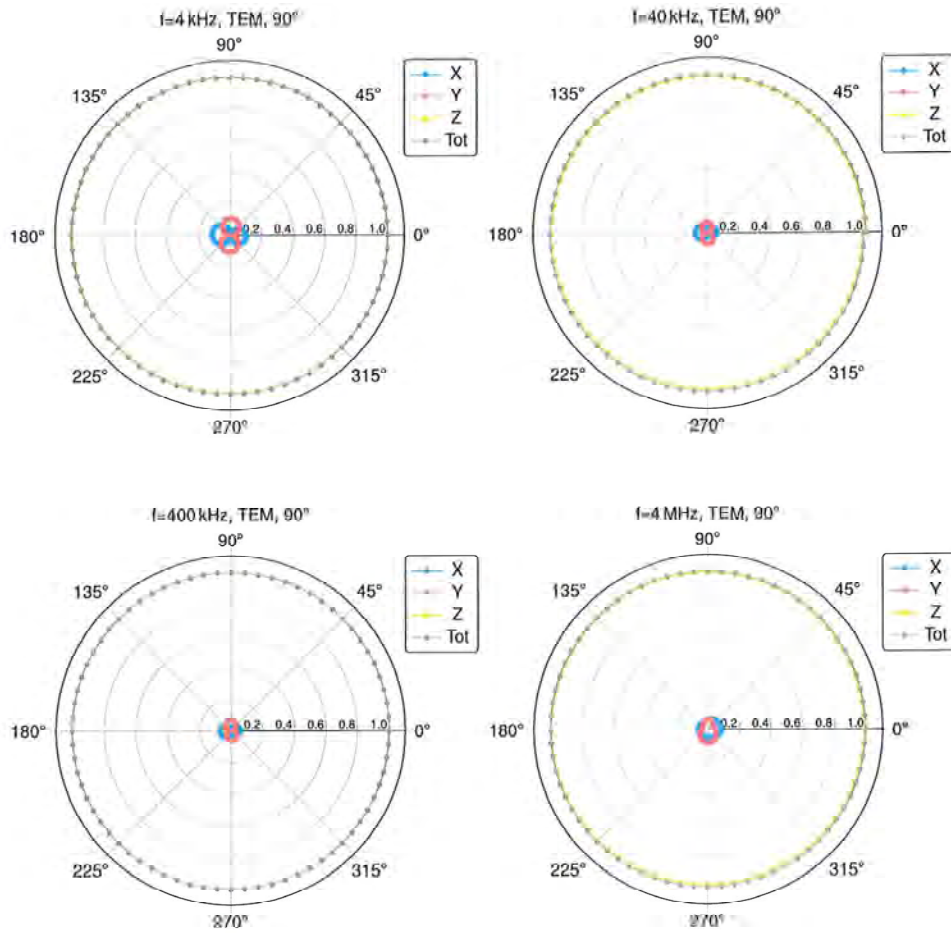 f=4 kHz, TEM, 90°
90°
135°
45°
180°
0.2 0.4 0.6 0.8 1.0
0°
225°
315°
270°
X
Y
Z
Tot
f=40 kHz, TEM, 90°
90°
135°
45°
180°
0.2 0.4 0.6 0.8 1.0
0°
225°
315°
270°
X
Y
Z
Tot
f=400 kHz, TEM, 90°
90°
135°
45°
180°
0.2 0.4 0.6 0.8 1.0
0°
225°
315°
270°
X
Y
Z
Tot
f=4 MHz, TEM, 90°
90°
135°
45°
180°
0.2 0.4 0.6 0.8 1.0
0°
225°
315°
270°
X
Y
Z
Tot